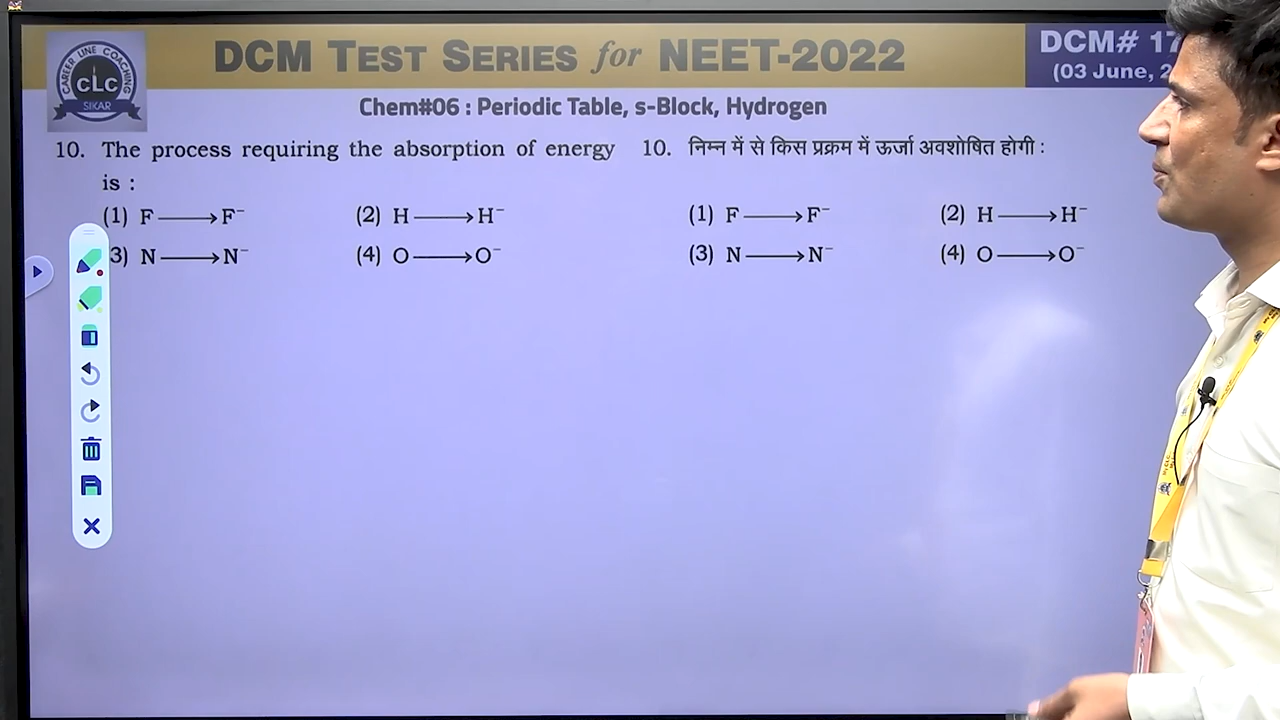 DCM TEST SERIES for NEET-2022
DCM# 17
(03 June, 2
CAREER LINE COACHING
CLC
SIKAR
Chem#06 : Periodic Table, s-Block, Hydrogen
10. The process requiring the absorption of energy
is :
(1) F ⟶ F⁻ (2) H ⟶ H⁻
3) N ⟶ N⁻ (4) O ⟶ O⁻
10. निम्न में से किस प्रक्रम में ऊर्जा अवशोषित होगी :
(1) F ⟶ F⁻ (2) H ⟶ H⁻
(3) N ⟶ N⁻ (4) O ⟶ O⁻